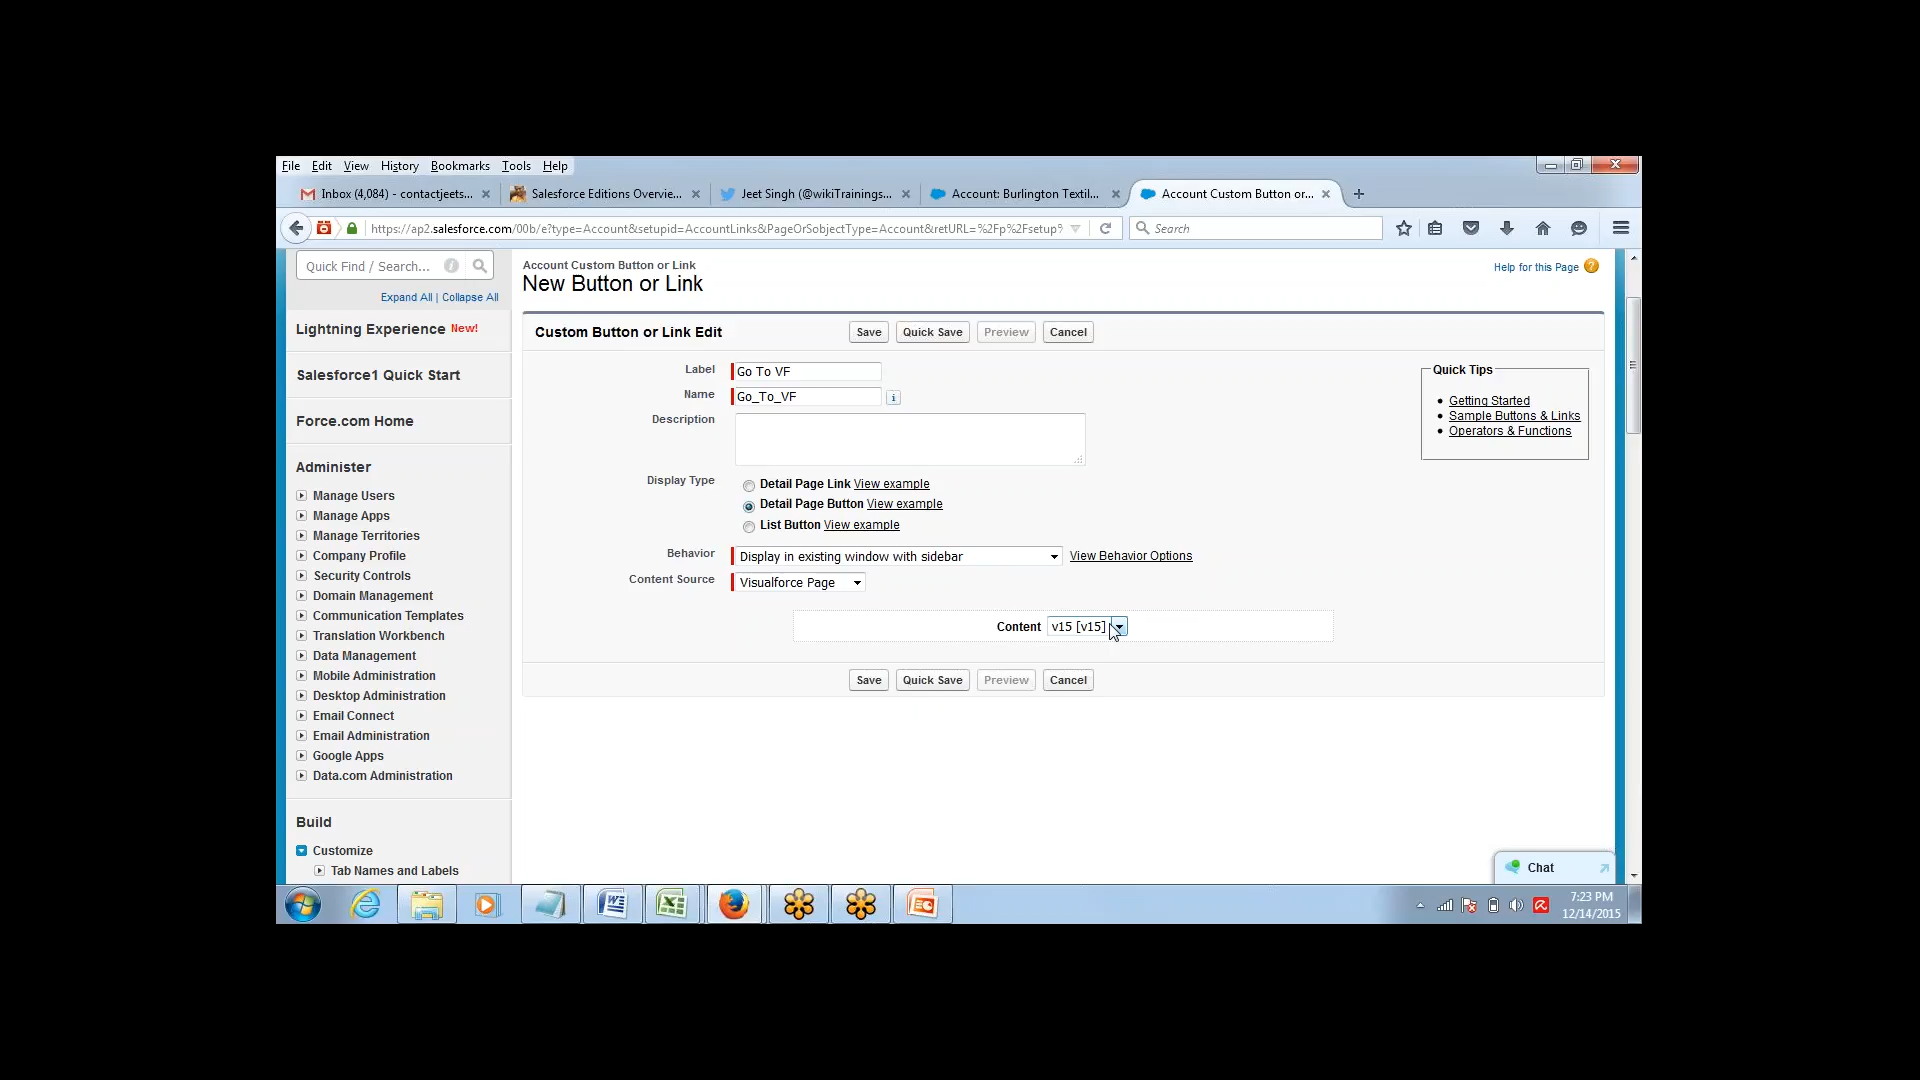 File Edit View History Bookmarks Tools Help
Inbox (4,084) - contactjeets... Salesforce Editions Overvie... Jeet Singh (@wikiTrainings... Account: Burlington Textil... Account Custom Button or...
https://ap2.salesforce.com/00b/e?type=Account&setupid=AccountLinks&PageOrSobjectType=Account&retURL=%2Fp%2Fsetup% Search
Quick Find / Search...
Expand All | Collapse All
Lightning Experience New!
Salesforce1 Quick Start
Force.com Home
Administer
Manage Users
Manage Apps
Manage Territories
Company Profile
Security Controls
Domain Management
Communication Templates
Translation Workbench
Data Management
Mobile Administration
Desktop Administration
Email Connect
Email Administration
Google Apps
Data.com Administration
Build
Customize
Tab Names and Labels
Account Custom Button or Link
New Button or Link
Help for this Page
Custom Button or Link Edit Save Quick Save Preview Cancel
Label Go To VF
Name Go_To_VF
Description
Display Type Detail Page Link View example
Detail Page Button View example
List Button View example
Behavior Display in existing window with sidebar View Behavior Options
Content Source Visualforce Page
Content v15 [v15]
Save Quick Save Preview Cancel
Quick Tips
Getting Started
Sample Buttons & Links
Operators & Functions
Chat
7:23 PM
12/14/2015